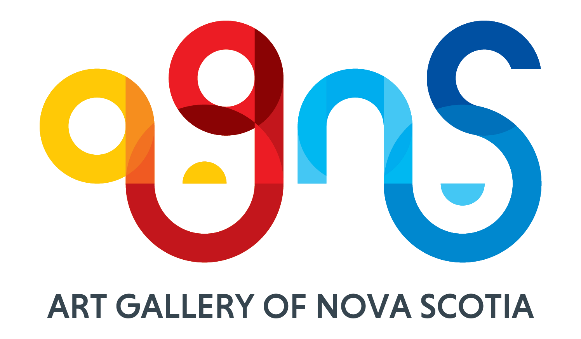 agns
ART GALLERY OF NOVA SCOTIA